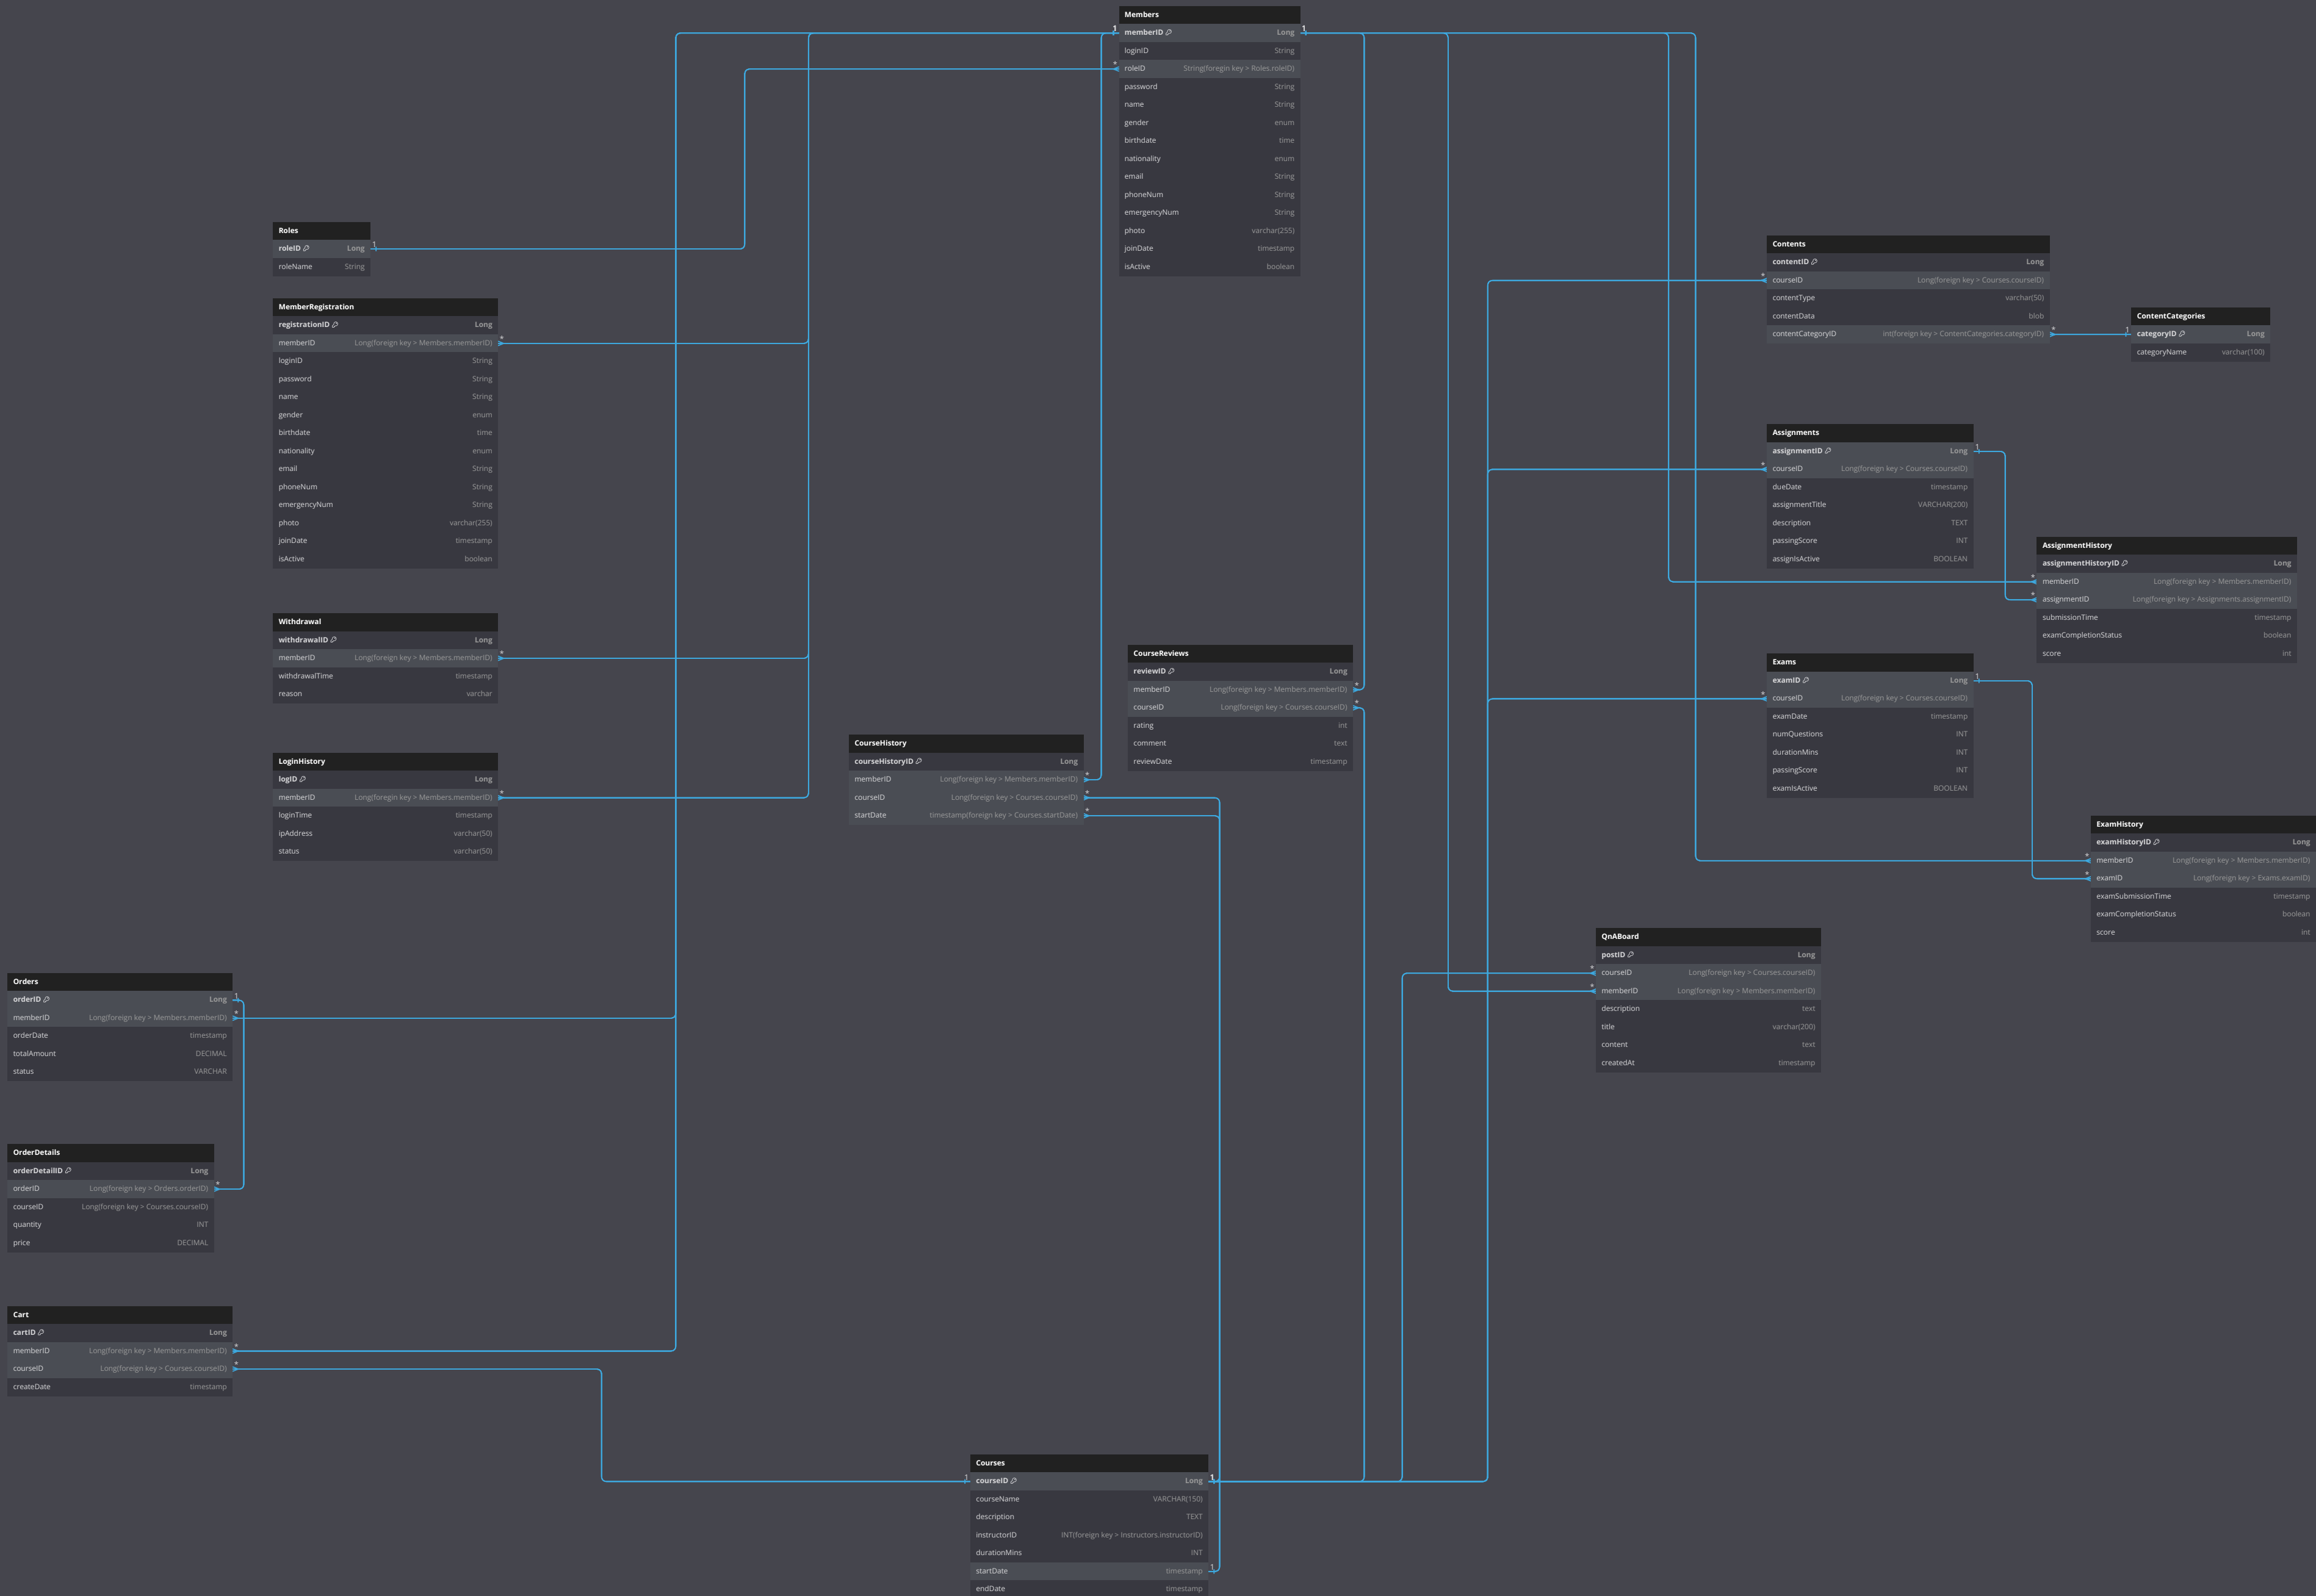 Members
1 memberID Long 1
loginID String
* roleID String(foregin key > Roles.roleID)
password String
name String
gender enum
birthdate time
nationality enum
email String
phoneNum String
emergencyNum String
photo varchar(255)
joinDate timestamp
isActive boolean
Roles
roleID Long 1
roleName String
MemberRegistration
registrationID Long
memberID Long(foreign key > Members.memberID) *
loginID String
password String
name String
gender enum
birthdate time
nationality enum
email String
phoneNum String
emergencyNum String
photo varchar(255)
joinDate timestamp
isActive boolean
Withdrawal
withdrawalID Long
memberID Long(foreign key > Members.memberID) *
withdrawalTime timestamp
reason varchar
LoginHistory
logID Long
memberID Long(foregin key > Members.memberID) *
loginTime timestamp
ipAddress varchar(50)
status varchar(50)
Contents
contentID Long
* courseID Long(foreign key > Courses.courseID)
contentType varchar(50)
contentData blob
contentCategoryID int(foreign key > ContentCategories.categoryID) *
ContentCategories
1 categoryID Long
categoryName varchar(100)
Assignments
assignmentID Long 1
* courseID Long(foreign key > Courses.courseID)
dueDate timestamp
assignmentTitle VARCHAR(200)
description TEXT
passingScore INT
assignIsActive BOOLEAN
AssignmentHistory
assignmentHistoryID Long
* memberID Long(foreign key > Members.memberID)
* assignmentID Long(foreign key > Assignments.assignmentID)
submissionTime timestamp
examCompletionStatus boolean
score int
CourseReviews
reviewID Long
memberID Long(foreign key > Members.memberID) *
courseID Long(foreign key > Courses.courseID) *
rating int
comment text
reviewDate timestamp
CourseHistory
courseHistoryID Long
memberID Long(foreign key > Members.memberID) *
courseID Long(foreign key > Courses.courseID) *
startDate timestamp(foreign key > Courses.startDate) *
Exams
examID Long 1
* courseID Long(foreign key > Courses.courseID)
examDate timestamp
numQuestions INT
durationMins INT
passingScore INT
examIsActive BOOLEAN
ExamHistory
examHistoryID Long
* memberID Long(foreign key > Members.memberID)
* examID Long(foreign key > Exams.examID)
examSubmissionTime timestamp
examCompletionStatus boolean
score int
QnABoard
postID Long
* courseID Long(foreign key > Courses.courseID)
* memberID Long(foreign key > Members.memberID)
description text
title varchar(200)
content text
createdAt timestamp
Orders
orderID Long 1
memberID Long(foreign key > Members.memberID) *
orderDate timestamp
totalAmount DECIMAL
status VARCHAR
OrderDetails
orderDetailID Long
orderID Long(foreign key > Orders.orderID) *
courseID Long(foreign key > Courses.courseID)
quantity INT
price DECIMAL
Cart
cartID Long
memberID Long(foreign key > Members.memberID) *
courseID Long(foreign key > Courses.courseID) *
createDate timestamp
Courses
1 courseID Long 1
courseName VARCHAR(150)
description TEXT
instructorID INT(foreign key > Instructors.instructorID)
durationMins INT
startDate timestamp 1
endDate timestamp